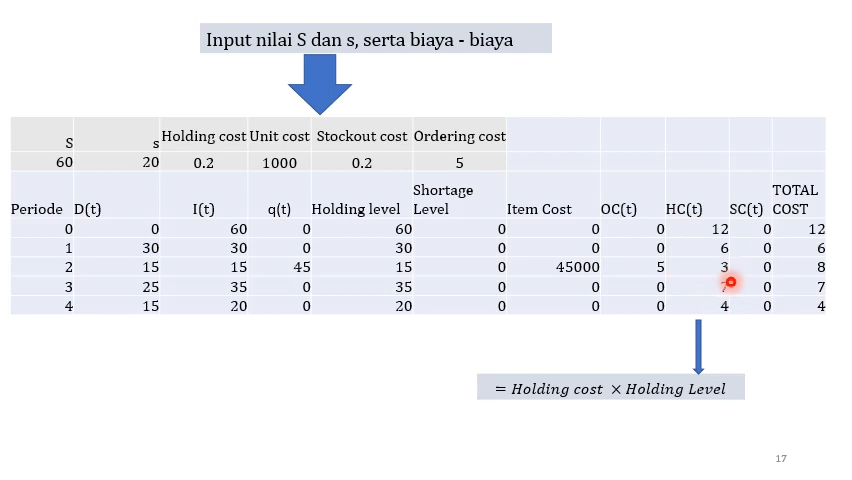 Input nilai S dan s, serta biaya - biaya
S s Holding cost Unit cost Stockout cost Ordering cost
60 20 0.2 1000 0.2 5
Periode D(t) I(t) q(t) Holding level Shortage Level Item Cost OC(t) HC(t) SC(t) TOTAL COST
0 0 60 0 60 0 0 0 12 0 12
1 30 30 0 30 0 0 0 6 0 6
2 15 15 45 15 0 45000 5 3 0 8
3 25 35 0 35 0 0 0 7 0 7
4 15 20 0 20 0 0 0 4 0 4
= Holding cost × Holding Level
17